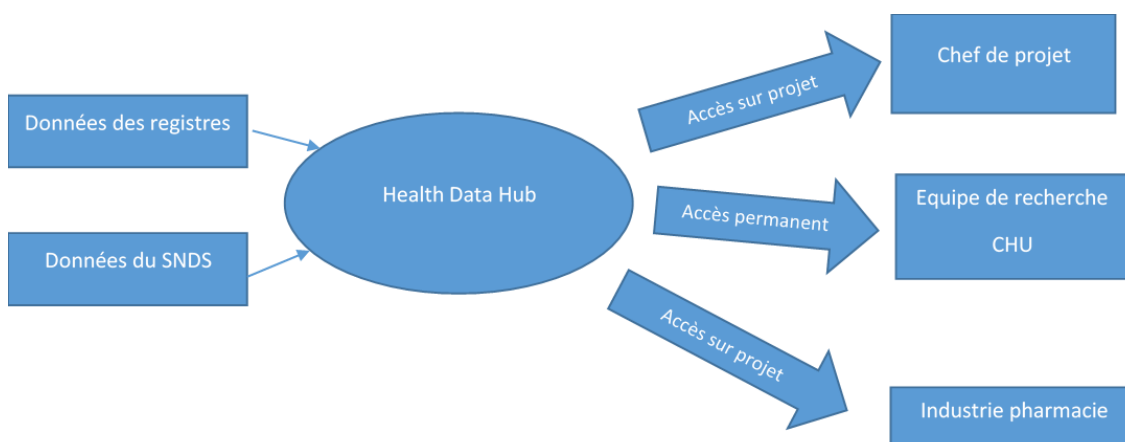 Données des registres
Données du SNDS
Health Data Hub
Accès sur projet
Accès permanent
Accès sur projet
Chef de projet
Equipe de recherche
CHU
Industrie pharmacie